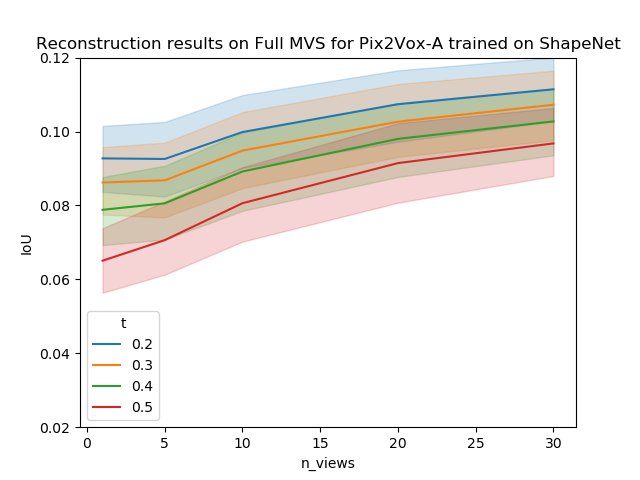 Reconstruction results on Full MVS for Pix2Vox-A trained on ShapeNet
0.12
0.10
0.08
0.06
0.04
0.02
IoU
t
0.2
0.3
0.4
0.5
0 5 10 15 20 25 30
n_views